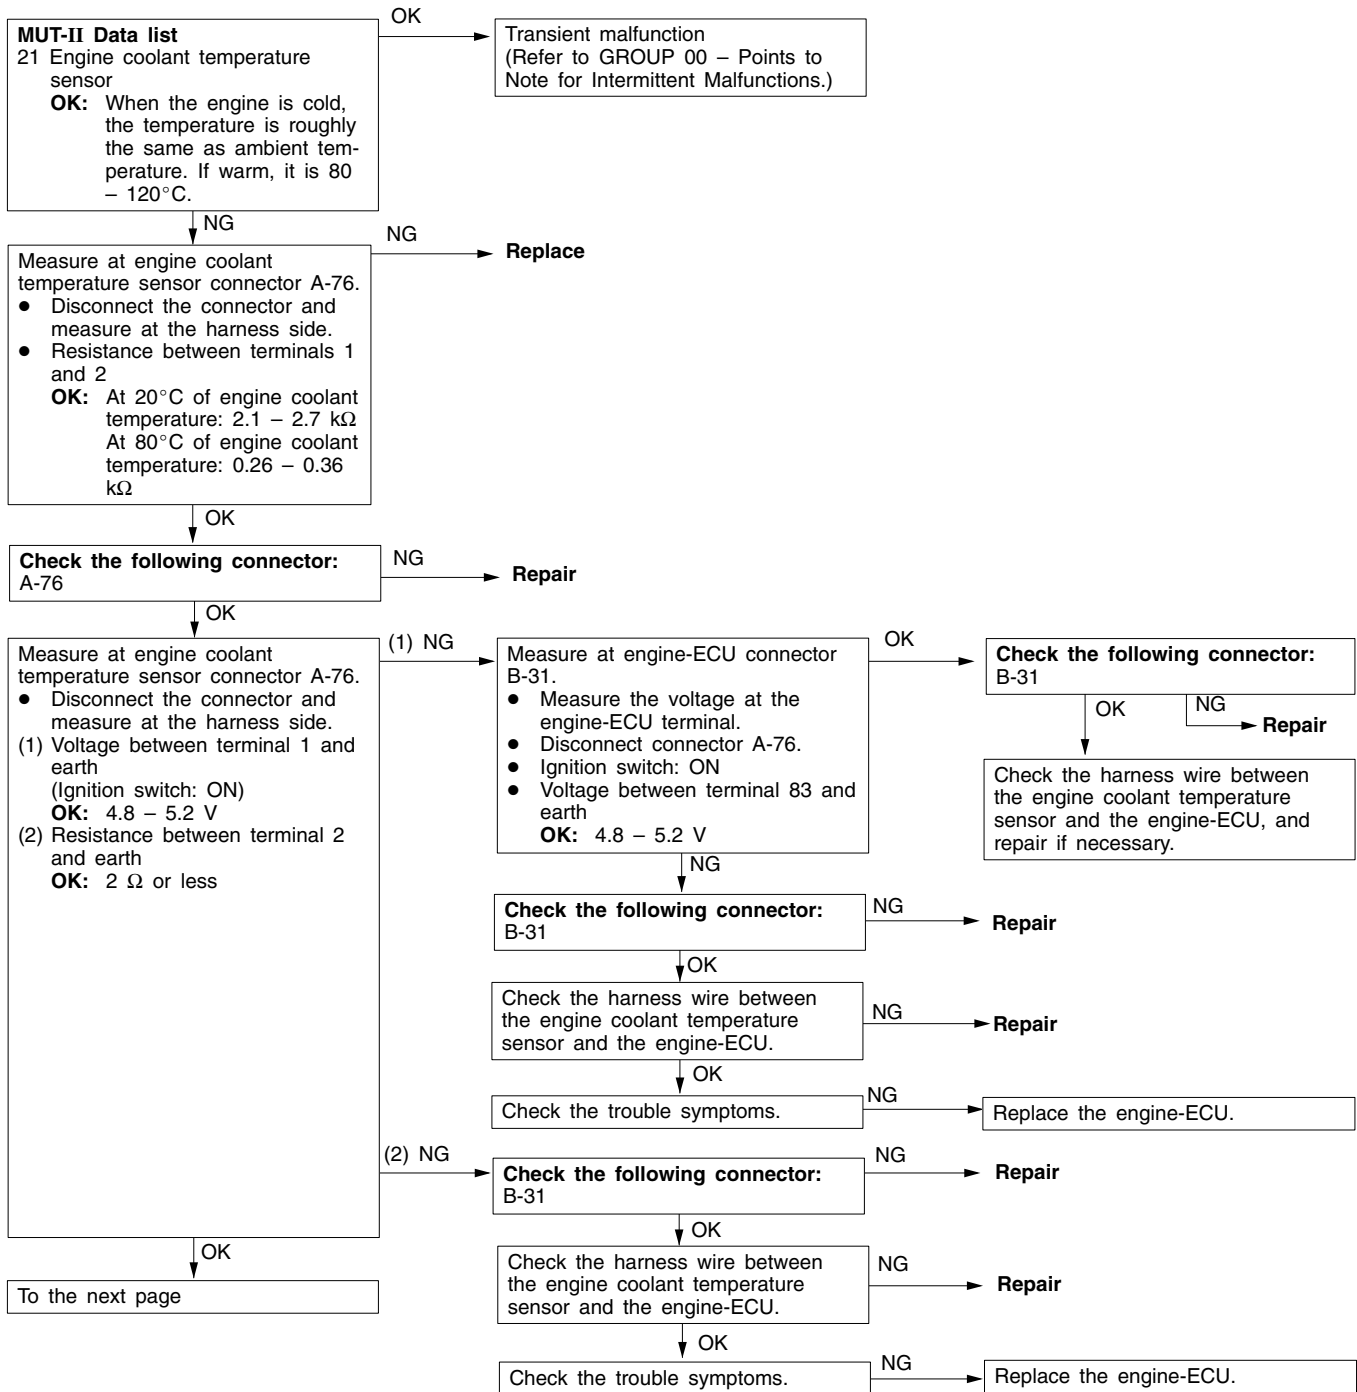 MUT-II Data list
21 Engine coolant temperature
sensor
OK: When the engine is cold,
the temperature is roughly
the same as ambient tem-
perature. If warm, it is 80
– 120°C.
OK
Transient malfunction
(Refer to GROUP 00 – Points to
Note for Intermittent Malfunctions.)
NG
Measure at engine coolant
temperature sensor connector A-76.
● Disconnect the connector and
measure at the harness side.
● Resistance between terminals 1
and 2
OK: At 20°C of engine coolant
temperature: 2.1 – 2.7 kΩ
At 80°C of engine coolant
temperature: 0.26 – 0.36
kΩ
NG
Replace
OK
Check the following connector:
A-76
NG
Repair
OK
Measure at engine coolant
temperature sensor connector A-76.
● Disconnect the connector and
measure at the harness side.
(1) Voltage between terminal 1 and
earth
(Ignition switch: ON)
OK: 4.8 – 5.2 V
(2) Resistance between terminal 2
and earth
OK: 2 Ω or less
(1) NG
Measure at engine-ECU connector
B-31.
● Measure the voltage at the
engine-ECU terminal.
● Disconnect connector A-76.
● Ignition switch: ON
● Voltage between terminal 83 and
earth
OK: 4.8 – 5.2 V
OK
Check the following connector:
B-31
OK
NG
Repair
Check the harness wire between
the engine coolant temperature
sensor and the engine-ECU, and
repair if necessary.
NG
Check the following connector:
B-31
NG
Repair
OK
Check the harness wire between
the engine coolant temperature
sensor and the engine-ECU.
NG
Repair
OK
Check the trouble symptoms.
NG
Replace the engine-ECU.
(2) NG
Check the following connector:
B-31
NG
Repair
OK
Check the harness wire between
the engine coolant temperature
sensor and the engine-ECU.
NG
Repair
OK
Check the trouble symptoms.
NG
Replace the engine-ECU.
OK
To the next page